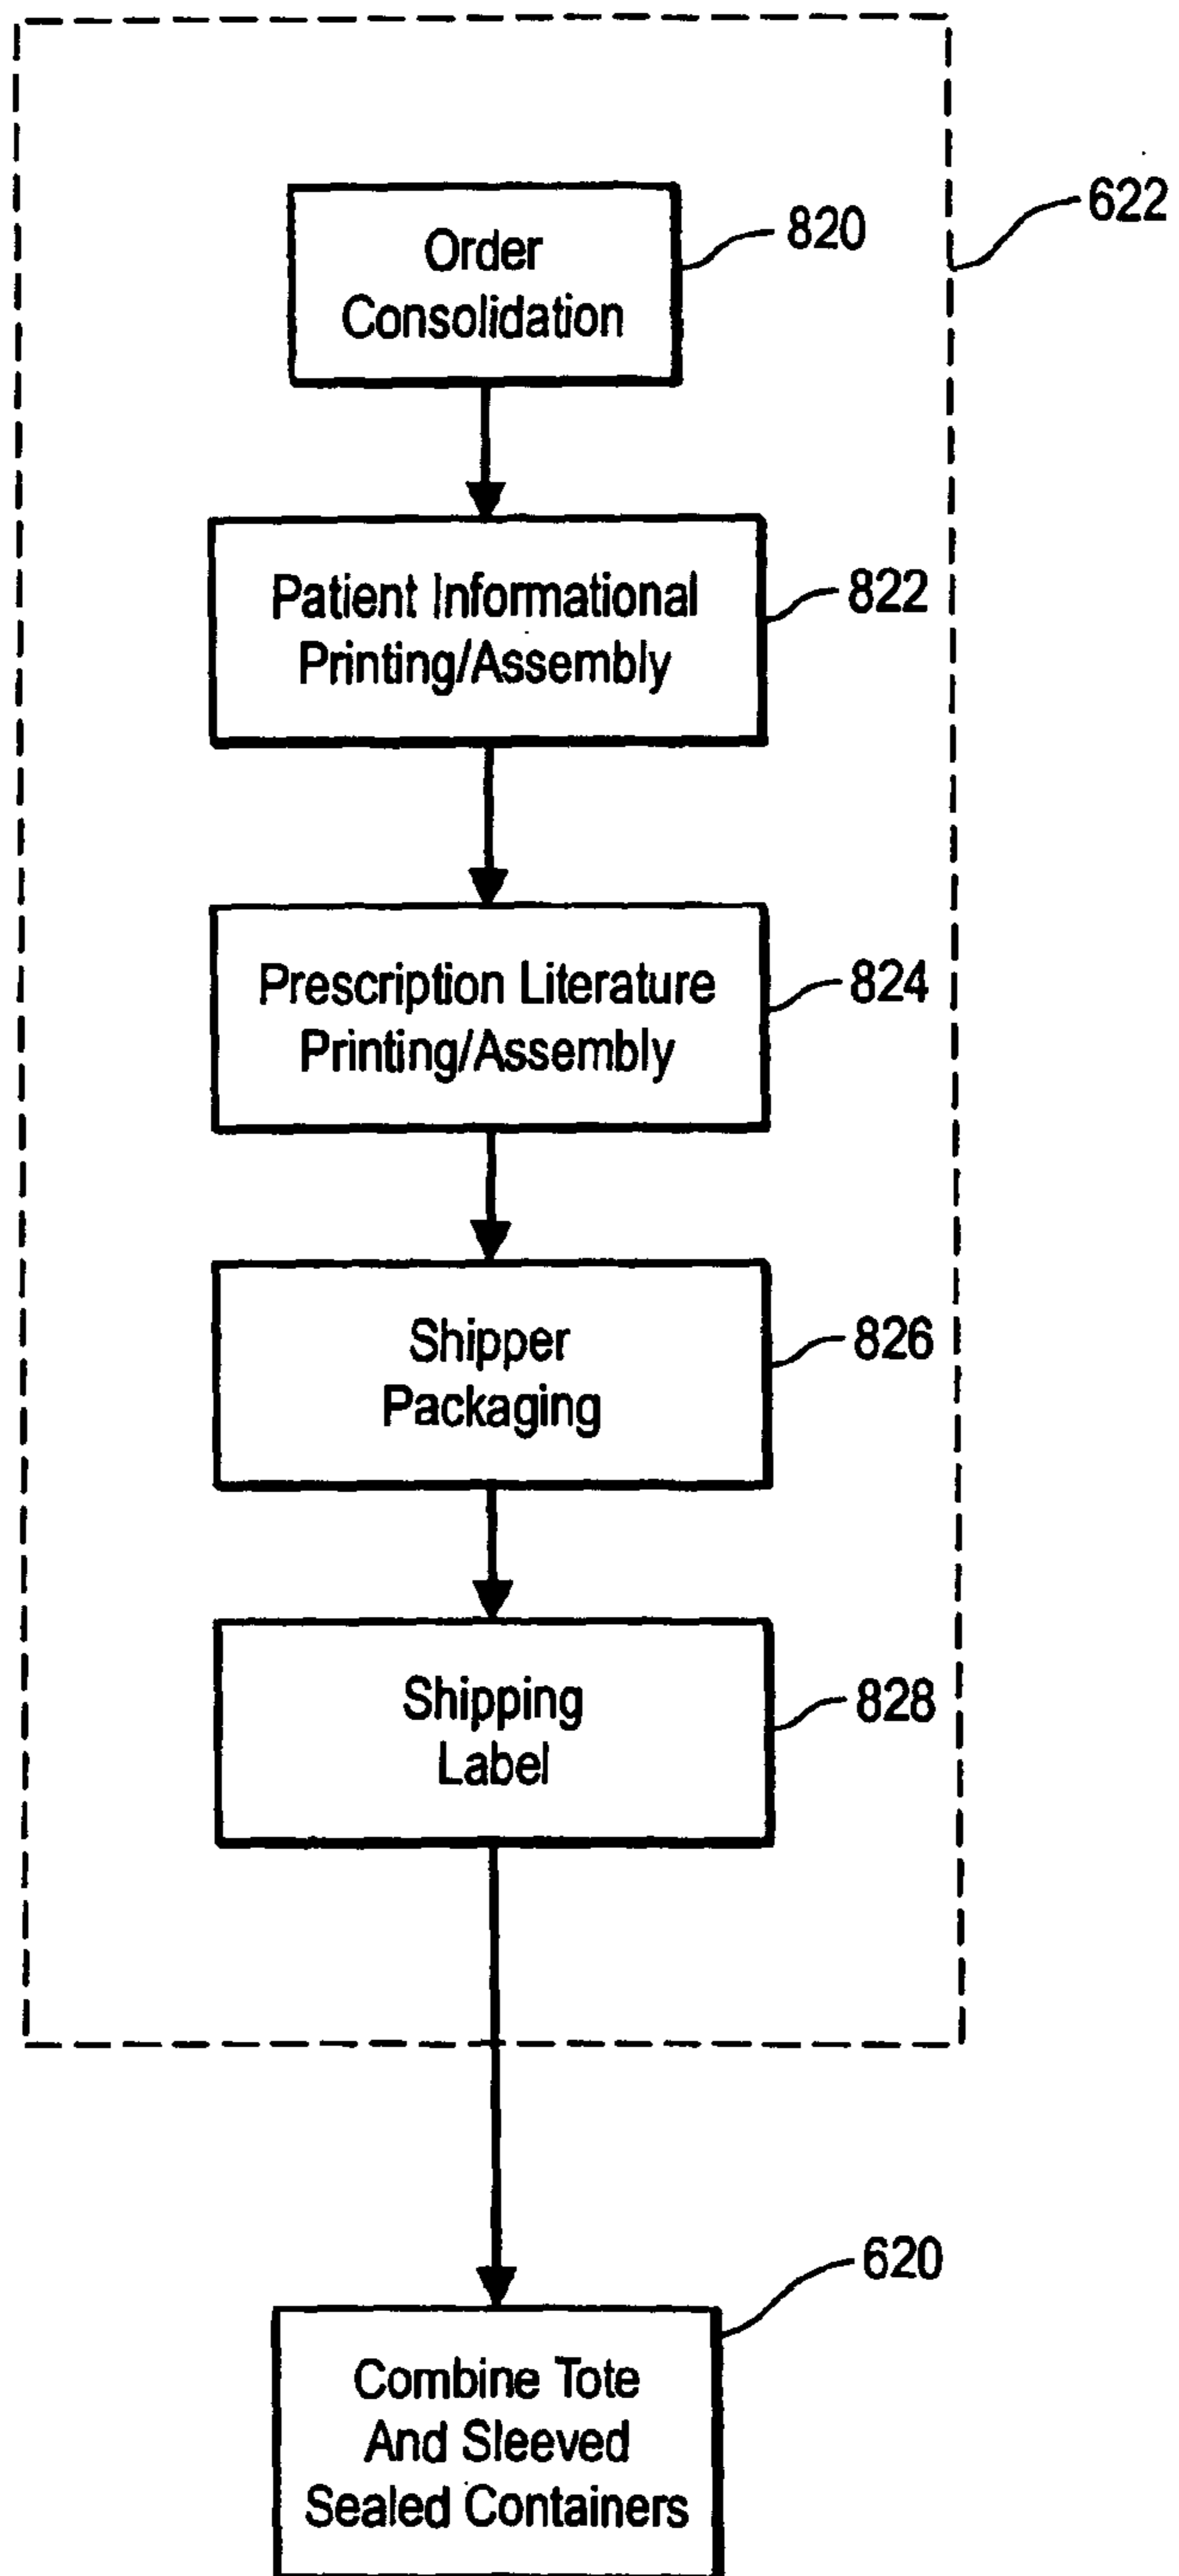 622
Order
Consolidation
820
Patient Informational
Printing/Assembly
822
Prescription Literature
Printing/Assembly
824
Shipper
Packaging
826
Shipping
Label
828
620
Combine Tote
And Sleeved
Sealed Containers